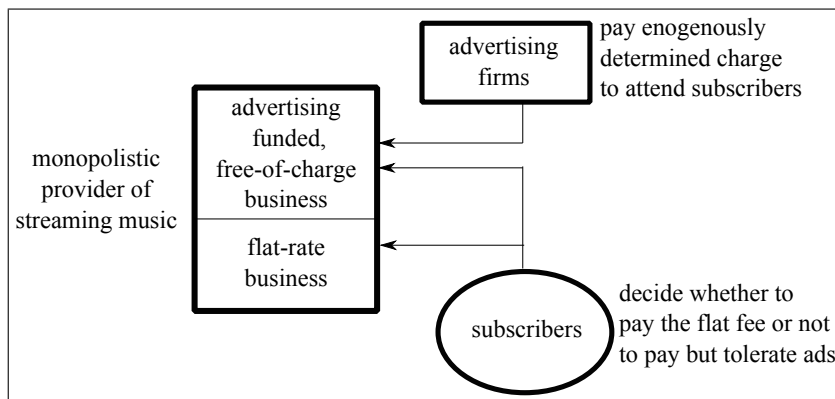 advertising
firms
pay enogenously
determined charge
to attend subscribers
monopolistic
provider of
streaming music
advertising
funded,
free-of-charge
business
flat-rate
business
subscribers
decide whether to
pay the flat fee or not
to pay but tolerate ads